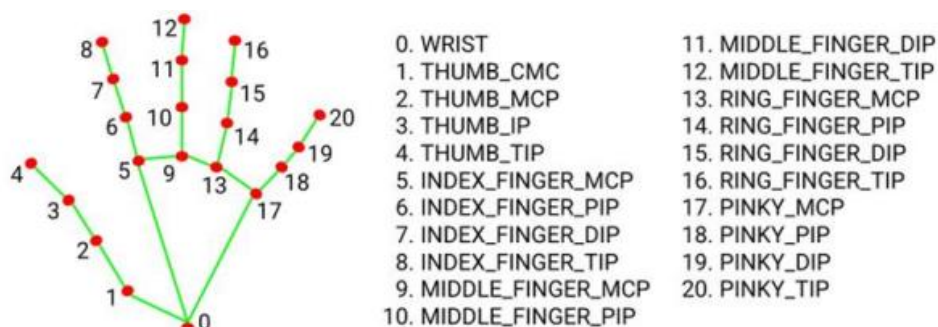 12
8
16
11
7
15
6
10
14
20
4
5
9
13
19
18
3
17
2
1
0
0. WRIST
1. THUMB_CMC
2. THUMB_MCP
3. THUMB_IP
4. THUMB_TIP
5. INDEX_FINGER_MCP
6. INDEX_FINGER_PIP
7. INDEX_FINGER_DIP
8. INDEX_FINGER_TIP
9. MIDDLE_FINGER_MCP
10. MIDDLE_FINGER_PIP
11. MIDDLE_FINGER_DIP
12. MIDDLE_FINGER_TIP
13. RING_FINGER_MCP
14. RING_FINGER_PIP
15. RING_FINGER_DIP
16. RING_FINGER_TIP
17. PINKY_MCP
18. PINKY_PIP
19. PINKY_DIP
20. PINKY_TIP